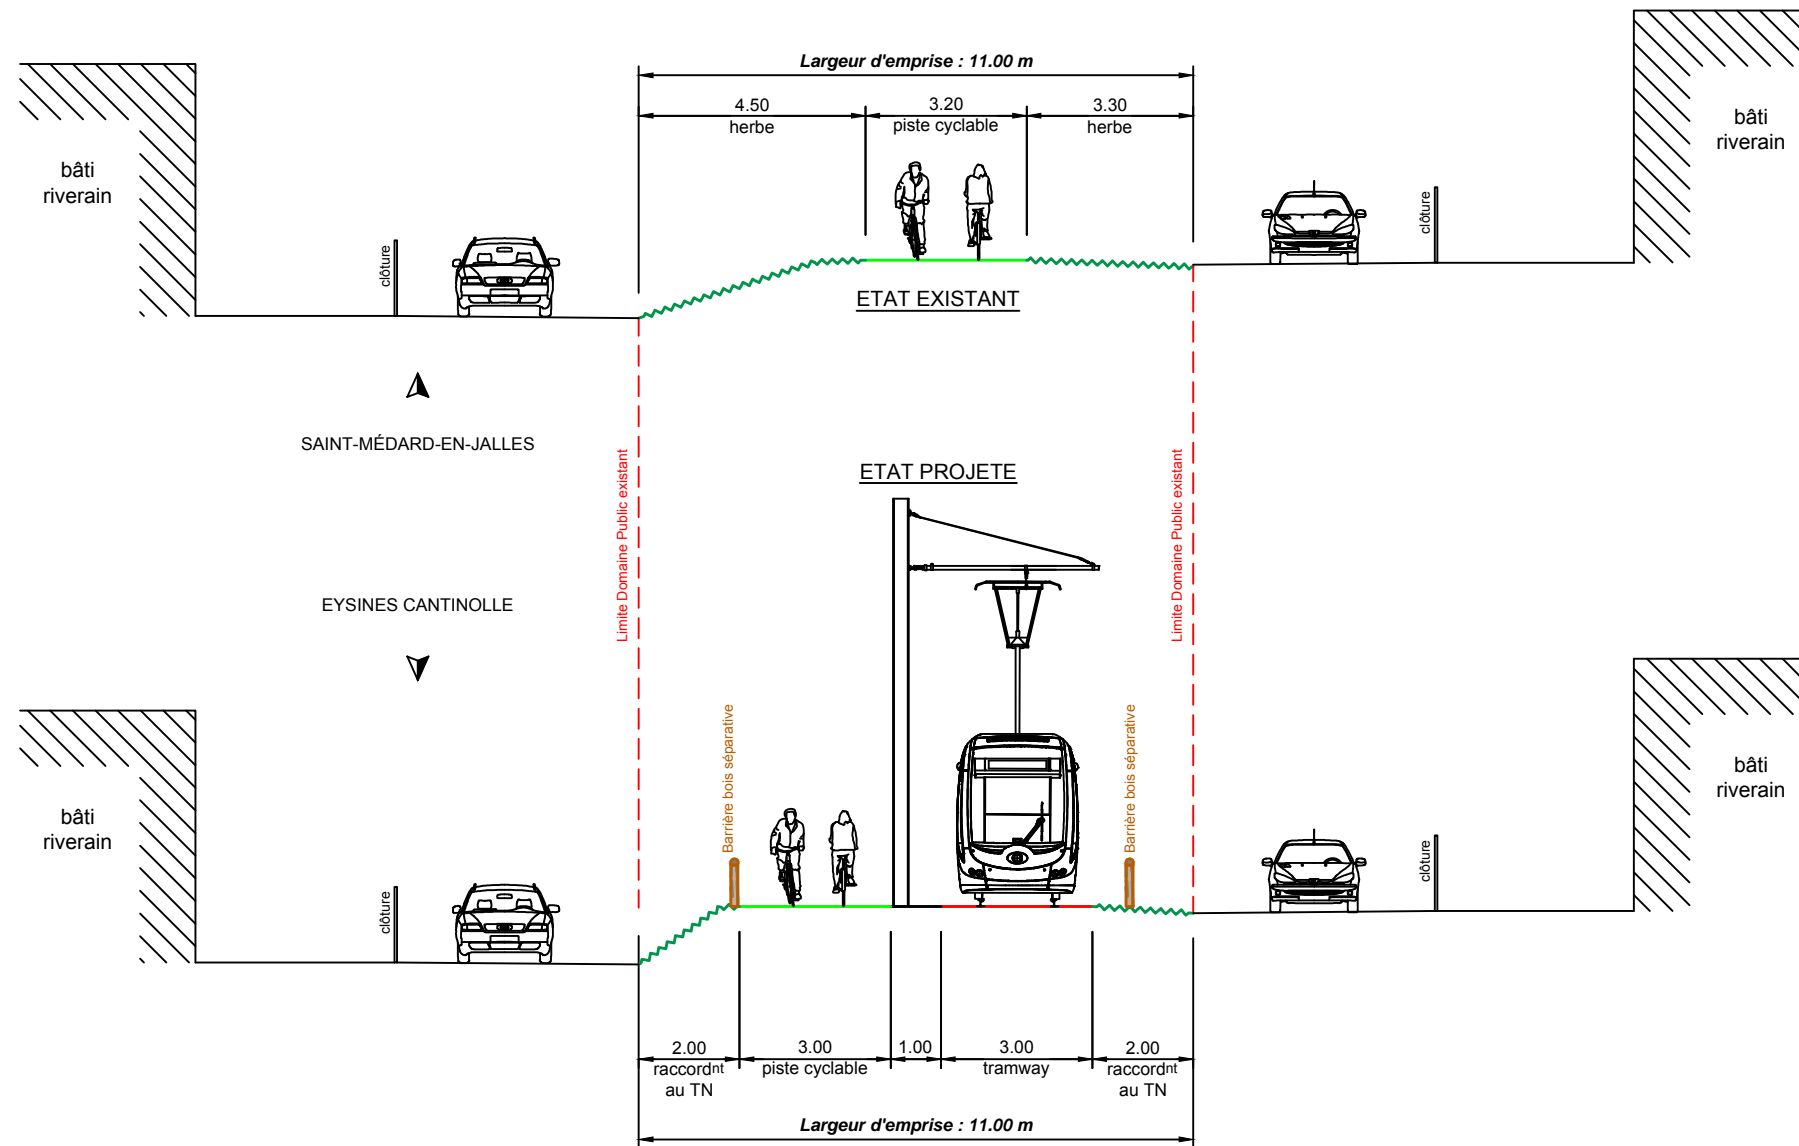 Largeur d'emprise : 11.00 m
4.50
3.20
3.30
herbe
piste cyclable
herbe
bâti
riverain
bâti
riverain
clôture
clôture
ETAT EXISTANT
SAINT-MÉDARD-EN-JALLES
Limite Domaine Public existant
Limite Domaine Public existant
ETAT PROJETE
EYSINES CANTINOLLE
Barrière bois séparative
Barrière bois séparative
bâti
riverain
bâti
riverain
clôture
clôture
2.00
3.00
1.00
3.00
2.00
raccordnt
au TN
piste cyclable
tramway
raccordnt
au TN
Largeur d'emprise : 11.00 m